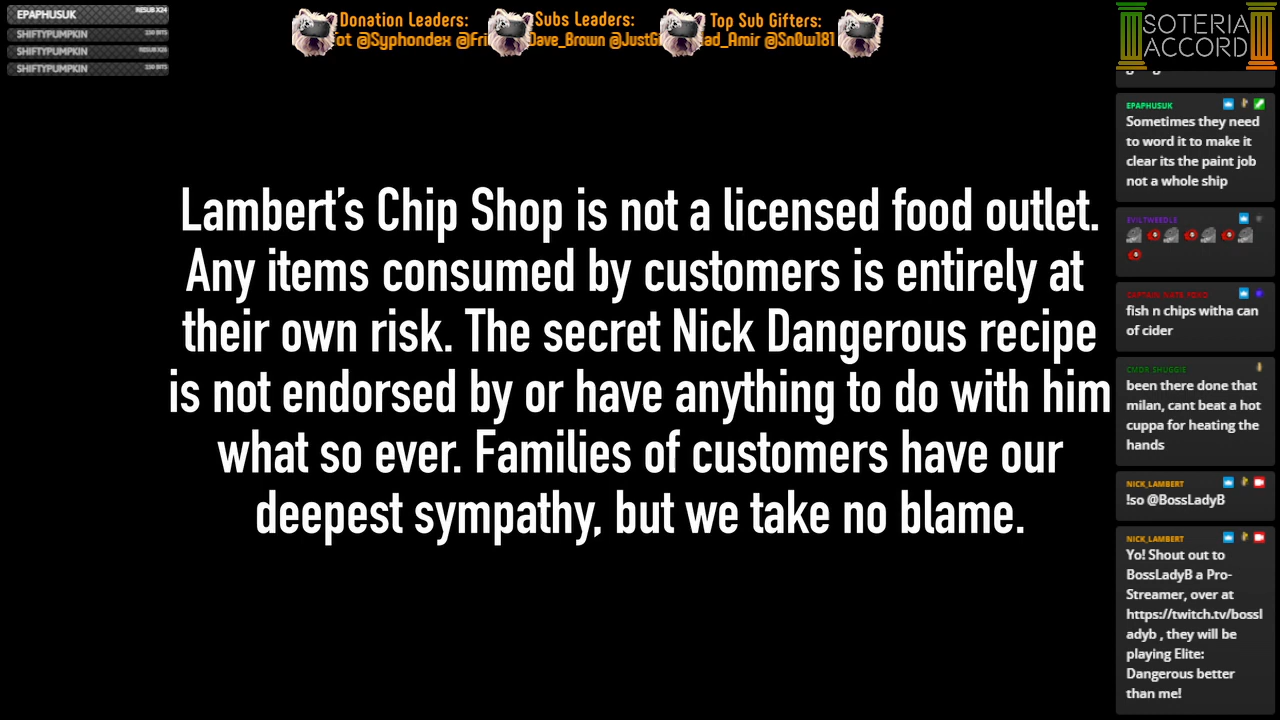 EPAPHUSUK RESUB X24
SHIFTYPUMPKIN
SHIFTYPUMPKIN
SHIFTYPUMPKIN
Donation Leaders:
@Syphondex
Subs Leaders:
Dave_Brown
Top Sub Gifters:
@Sn0w181
SOTERIA
ACCORD
EPAPHUSUK
Sometimes they need
to word it to make it
clear its the paint job
not a whole ship
EVILTWEEDLE
CAPTAIN_NATE_FOXO
fish n chips witha can
of cider
CMDR_SHUGGIE
been there done that
milan, cant beat a hot
cuppa for heating the
hands
NICK_LAMBERT
!so @BossLadyB
NICK_LAMBERT
Yo! Shout out to
BossLadyB a Pro-
Streamer, over at
https://twitch.tv/bossl
adyb , they will be
playing Elite:
Dangerous better
than me!
Lambert’s Chip Shop is not a licensed food outlet.
Any items consumed by customers is entirely at
their own risk. The secret Nick Dangerous recipe
is not endorsed by or have anything to do with him
what so ever. Families of customers have our
deepest sympathy, but we take no blame.